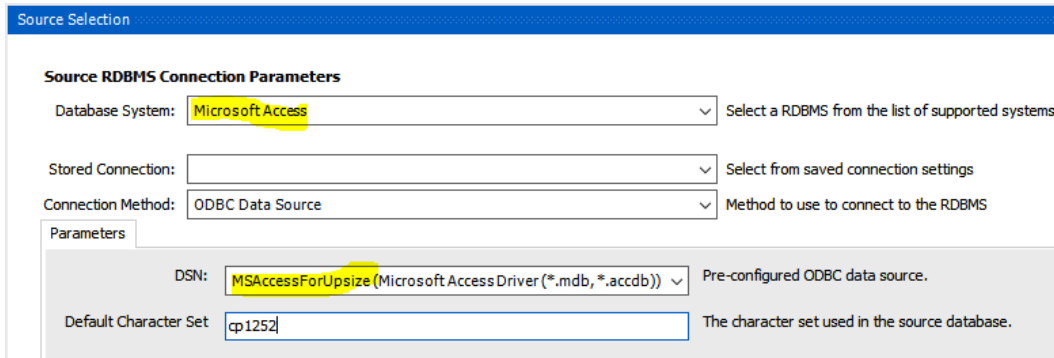 Source Selection
Source RDBMS Connection Parameters
Database System: Microsoft Access Select a RDBMS from the list of supported systems
Stored Connection: Select from saved connection settings
Connection Method: ODBC Data Source Method to use to connect to the RDBMS
Parameters
DSN: MSAccessForUpsize (Microsoft Access Driver (*.mdb, *.accdb)) Pre-configured ODBC data source.
Default Character Set cp1252 The character set used in the source database.